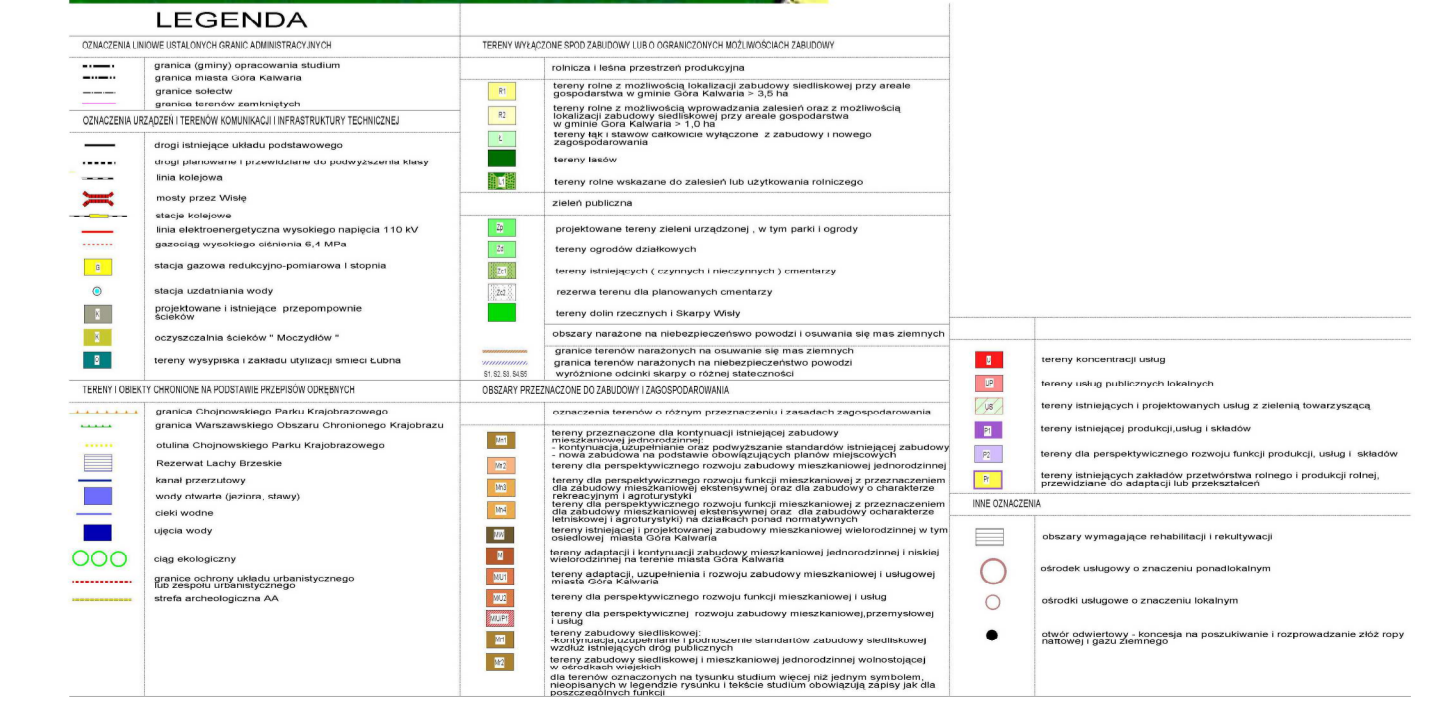 LEGENDA
OZNACZENIA LINIOWE USTALONYCH GRANIC ADMINISTRACYJNYCH
granica (gminy) opracowania studium
granica miasta Góra Kalwaria
granice sołectw
granica terenów zamkniętych
OZNACZENIA URZĄDZEŃ I TERENÓW KOMUNIKACJI I INFRASTRUKTURY TECHNICZNEJ
drogi istniejące układu podstawowego
drogi planowane i przewidziane do podwyższenia klasy
linia kolejowa
mosty przez Wisłę
stacje kolejowe
linia elektroenergetyczna wysokiego napięcia 110 kV
gazociąg wysokiego ciśnienia 6,4 MPa
G
stacja gazowa redukcyjno-pomiarowa I stopnia
stacja uzdatniania wody
projektowane i istniejące przepompownie
ścieków
K
oczyszczalnia ścieków " Moczydłów "
tereny wysypiska i zakładu utylizacji śmieci Łubna
TERENY I OBIEKTY CHRONIONE NA PODSTAWIE PRZEPISÓW ODRĘBNYCH
granica Chojnowskiego Parku Krajobrazowego
granica Warszawskiego Obszaru Chronionego Krajobrazu
otulina Chojnowskiego Parku Krajobrazowego
Rezerwat Łachy Brzeskie
kanał przerzutowy
wody otwarte (jeziora, stawy)
cieki wodne
ujęcia wody
ciąg ekologiczny
granice ochrony układu urbanistycznego
lub zespołu urbanistycznego
strefa archeologiczna AA
TERENY WYŁĄCZONE SPOD ZABUDOWY LUB O OGRANICZONYCH MOŻLIWOŚCIACH ZABUDOWY
rolnicza i leśna przestrzeń produkcyjna
R1
tereny rolne z możliwością lokalizacji zabudowy siedliskowej przy areale
gospodarstwa w gminie Góra Kalwaria > 3,5 ha
R2
tereny rolne z możliwością wprowadzania zalesień oraz z możliwością
lokalizacji zabudowy siedliskowej przy areale gospodarstwa
w gminie Gora Kalwaria > 1,0 ha
Ł
tereny łąk i stawów całkowicie wyłączone z zabudowy i nowego
zagospodarowania
tereny lasów
L1
tereny rolne wskazane do zalesień lub użytkowania rolniczego
zieleń publiczna
Zp
projektowane tereny zieleni urządzonej , w tym parki i ogrody
tereny ogrodów działkowych
Zc1
tereny istniejących ( czynnych i nieczynnych ) cmentarzy
Zc2
rezerwa terenu dla planowanych cmentarzy
tereny dolin rzecznych i Skarpy Wisły
obszary narażone na niebezpieczeńswo powodzi i osuwania się mas ziemnych
granice terenów narażonych na osuwanie się mas ziemnych
granica terenów narażonych na niebezpieczeństwo powodzi
S1, S2, S3, S4,S5
wyróżnione odcinki skarpy o różnej stateczności
OBSZARY PRZEZNACZONE DO ZABUDOWY I ZAGOSPODAROWANIA
oznaczenia terenów o różnym przeznaczeniu i zasadach zagospodarowania
Mn1
tereny przeznaczone dla kontynuacji istniejącej zabudowy
mieszkaniowej jednorodzinnej:
- kontynuacja,uzupełnianie oraz podwyższanie standardów istniejącej zabudowy
- nowa zabudowa na podstawie obowiązujących planów miejscowych
Mn2
tereny dla perspektywicznego rozwoju zabudowy mieszkaniowej jednorodzinnej
Mn3
tereny dla perspektywicznego rozwoju funkcji mieszkaniowej z przeznaczeniem
dla zabudowy mieszkaniowej ekstensywnej oraz dla zabudowy o charakterze
rekreacyjnym i agroturystyki
Mn4
tereny dla perspektywicznego rozwoju funkcji mieszkaniowej z przeznaczeniem
dla zabudowy mieszkaniowej ekstensywnej oraz dla zabudowy ocharakterze
letniskowej i agroturystyki) na działkach ponad normatywnych
MW
tereny istniejącej i projektowanej zabudowy mieszkaniowej wielorodzinnej w tym
osiedlowej miasta Góra Kalwaria
M
tereny adaptacji i kontynuacji zabudowy mieszkaniowej jednorodzinnej i niskiej
wielorodzinnej na terenie miasta Góra Kalwaria
M/U1
tereny adaptacji, uzupełnienia i rozwoju zabudowy mieszkaniowej i usługowej
miasta Góra Kalwaria
M/U2
tereny dla perspektywicznego rozwoju funkcji mieszkaniowej i usług
M/U/P1
tereny dla perspektywicznej rozwoju zabudowy mieszkaniowej,przemysłowej
i usług
Mr1
tereny zabudowy siedliskowej:
-kontynuacja,uzupełnianie i podnoszenie standartów zabudowy siedliskowej
wzdłuż istniejących dróg publicznych
Mr2
tereny zabudowy siedliskowej i mieszkaniowej jednorodzinnej wolnostojącej
w ośrodkach wiejskich
dla terenów oznaczonych na tysunku studium więcej niż jednym symbolem,
nieopisanych w legendzie rysunku i tekście studium obowiązują zapisy jak dla
poszczególnych funkcji
U
tereny koncentracji usług
UP
tereny usług publicznych lokalnych
US
tereny istniejących i projektowanych usług z zielenią towarzyszącą
P1
tereny istniejącej produkcji,usług i składów
P2
tereny dla perspektywicznego rozwoju funkcji produkcji, usług i składów
Pr
tereny istniejących zakładów przetwórstwa rolnego i produkcji rolnej,
przewidziane do adaptacji lub przekształceń
INNE OZNACZENIA
obszary wymagające rehabilitacji i rekultywacji
ośrodek usługowy o znaczeniu ponadlokalnym
ośrodki usługowe o znaczeniu lokalnym
otwór odwiertowy - koncesja na poszukiwanie i rozprowadzanie złóż ropy
naftowej i gazu ziemnego